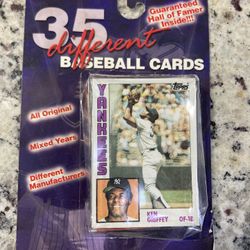 35
different
BASEBALL CARDS
Guaranteed
Hall of Famer
Inside!!!
All Original
Mixed Years
Different
Manufacturers
Topps
YANKEES
KEN
GRIFFEY
OF-1B